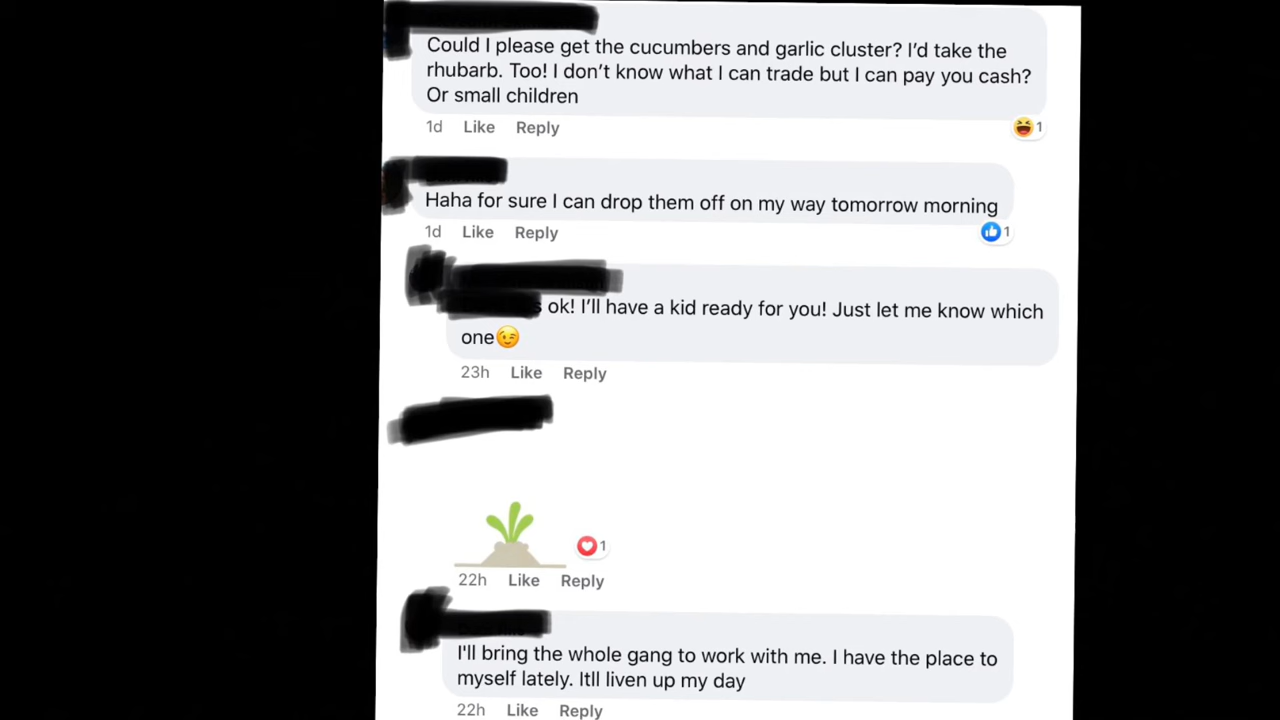 Could I please get the cucumbers and garlic cluster? I'd take the
rhubarb. Too! I don't know what I can trade but I can pay you cash?
Or small children
1d Like Reply
1
Haha for sure I can drop them off on my way tomorrow morning
1d Like Reply
1
ok! I'll have a kid ready for you! Just let me know which
one😉
23h Like Reply
1
22h Like Reply
I'll bring the whole gang to work with me. I have the place to
myself lately. Itll liven up my day
22h Like Reply